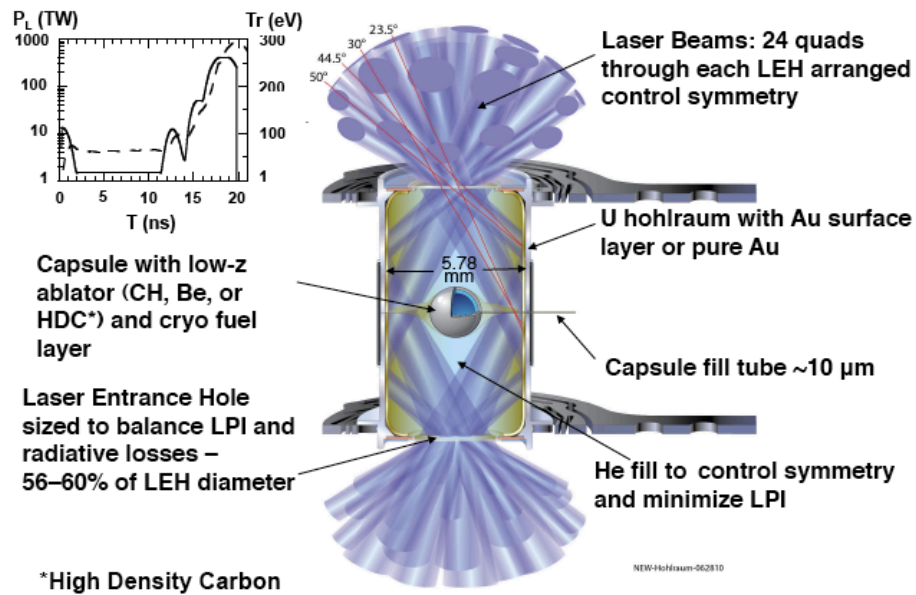 P_L (TW)
Tr (eV)
1000
100
10
1
300
200
100
1
0
5
10
15
20
T (ns)
23.5°
30°
44.5°
50°
Laser Beams: 24 quads
through each LEH arranged
control symmetry
U hohlraum with Au surface
layer or pure Au
5.78
mm
Capsule with low-z
ablator (CH, Be, or
HDC*) and cryo fuel
layer
Capsule fill tube ~10 μm
Laser Entrance Hole
sized to balance LPI and
radiative losses –
56–60% of LEH diameter
He fill to control symmetry
and minimize LPI
NEW-Hohlraum-062810
*High Density Carbon